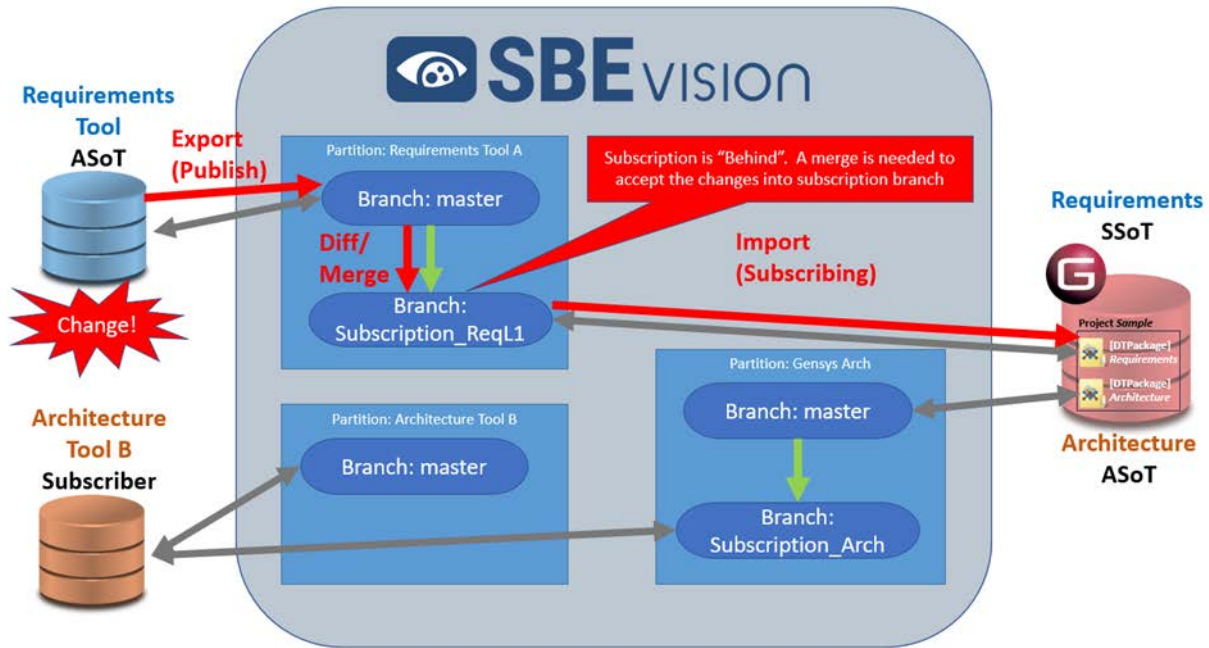 SBE VISION
Requirements
Tool
ASoT
Export
(Publish)
Partition: Requirements Tool A
Branch: master
Diff/
Merge
Branch:
Subscription_ReqL1
Change!
Subscription is “Behind”. A merge is needed to
accept the changes into subscription branch
Import
(Subscribing)
Requirements
SSoT
G
Project Sample
[DTPackage]
Requirements
[DTPackage]
Architecture
Architecture
ASoT
Partition: Gensys Arch
Branch: master
Branch:
Subscription_Arch
Partition: Architecture Tool B
Branch: master
Architecture
Tool B
Subscriber